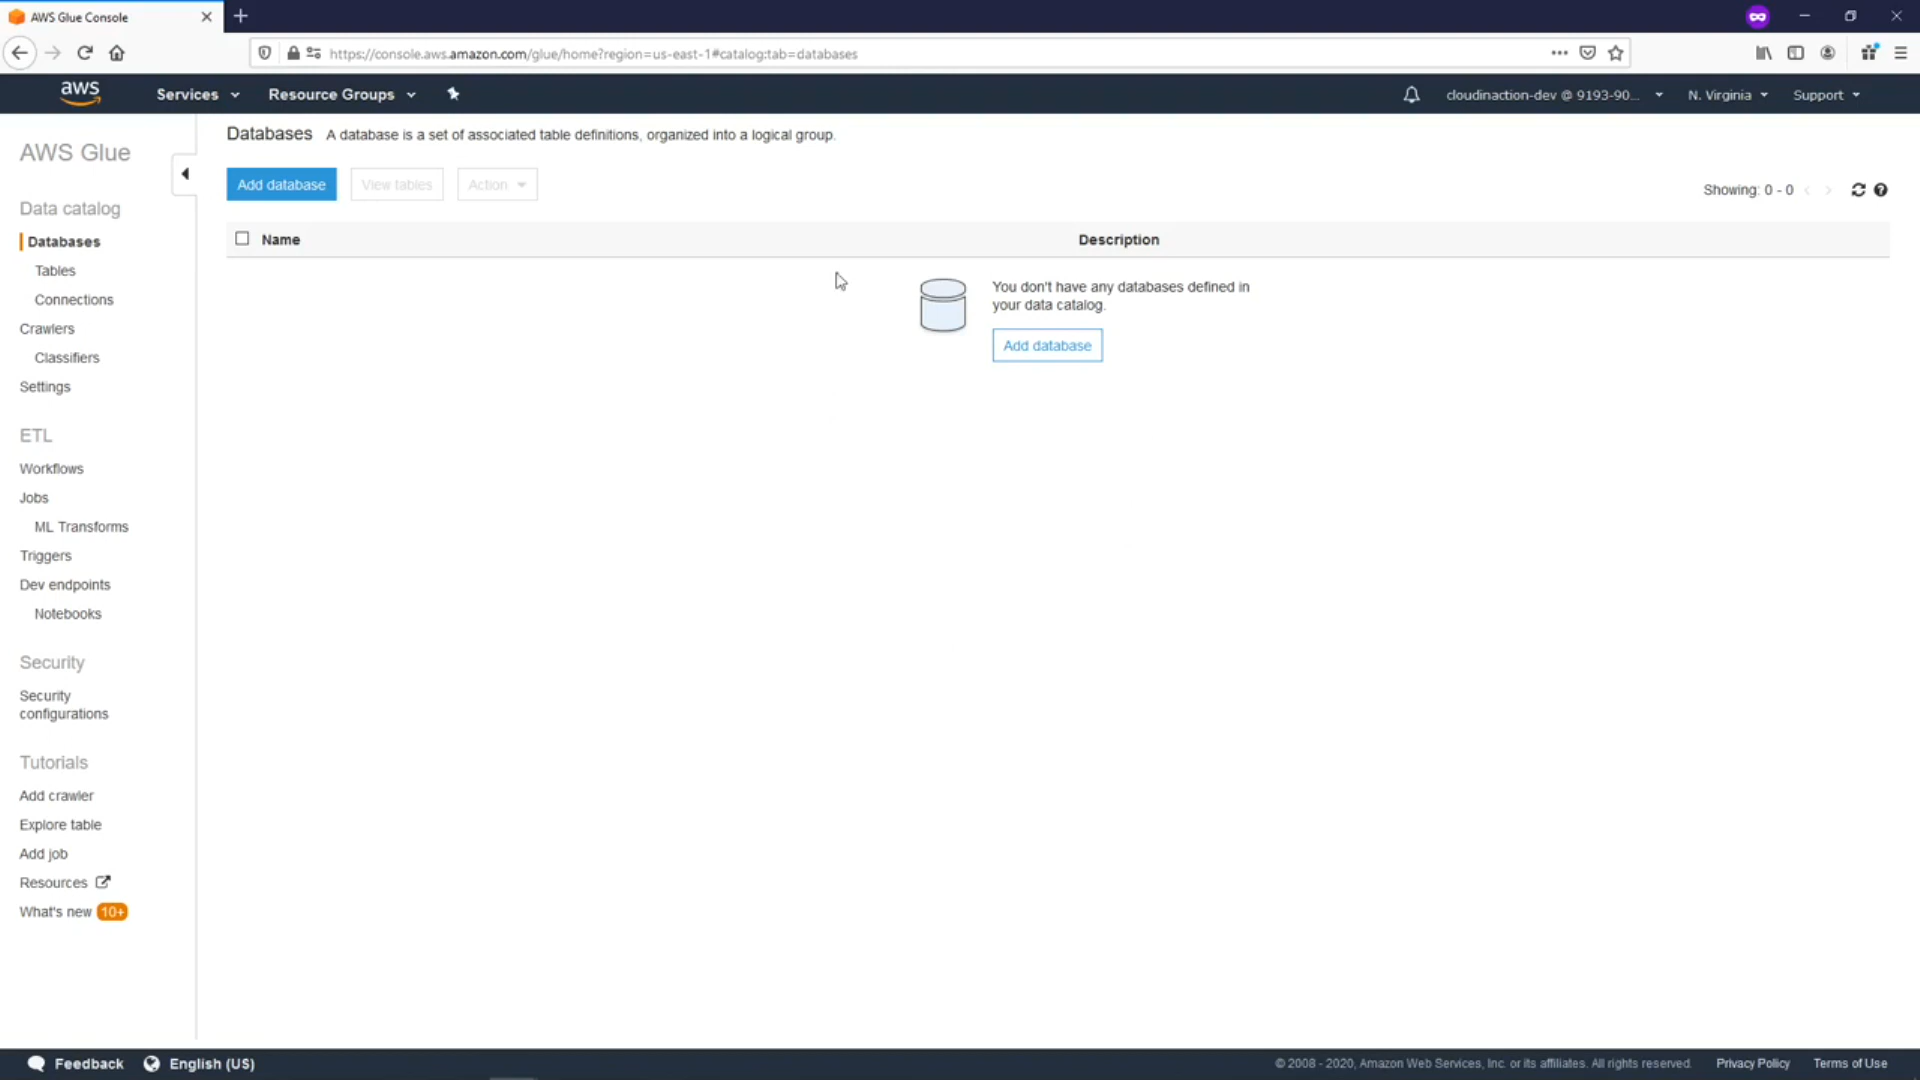 AWS Glue Console
https://console.aws.amazon.com/glue/home?region=us-east-1#catalog:tab=databases
aws
Services
Resource Groups
cloudinaction-dev @ 9193-90...
N. Virginia
Support
AWS Glue
Data catalog
Databases
Tables
Connections
Crawlers
Classifiers
Settings
ETL
Workflows
Jobs
ML Transforms
Triggers
Dev endpoints
Notebooks
Security
Security
configurations
Tutorials
Add crawler
Explore table
Add job
Resources
What's new 10+
Databases A database is a set of associated table definitions, organized into a logical group.
Add database
View tables
Action
Showing: 0 - 0
Name
Description
You don't have any databases defined in
your data catalog.
Add database
Feedback
English (US)
© 2008 - 2020, Amazon Web Services, Inc. or its affiliates. All rights reserved.
Privacy Policy
Terms of Use